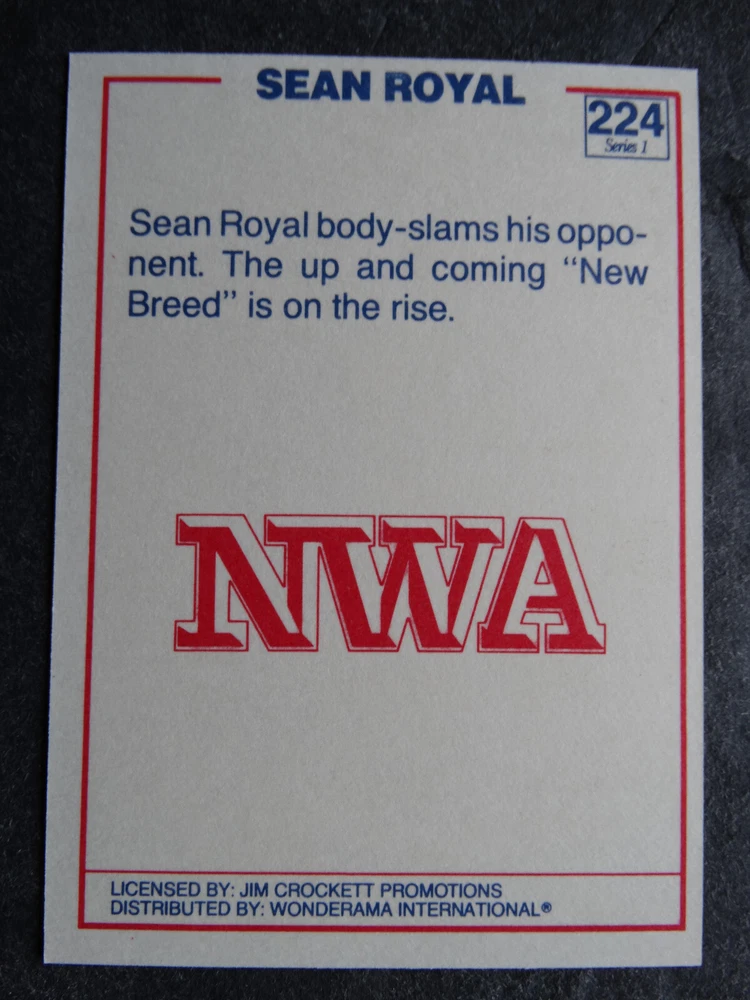 SEAN ROYAL
224
Series 1
Sean Royal body-slams his oppo-
nent. The up and coming “New
Breed” is on the rise.
NWA
LICENSED BY: JIM CROCKETT PROMOTIONS
DISTRIBUTED BY: WONDERAMA INTERNATIONAL®